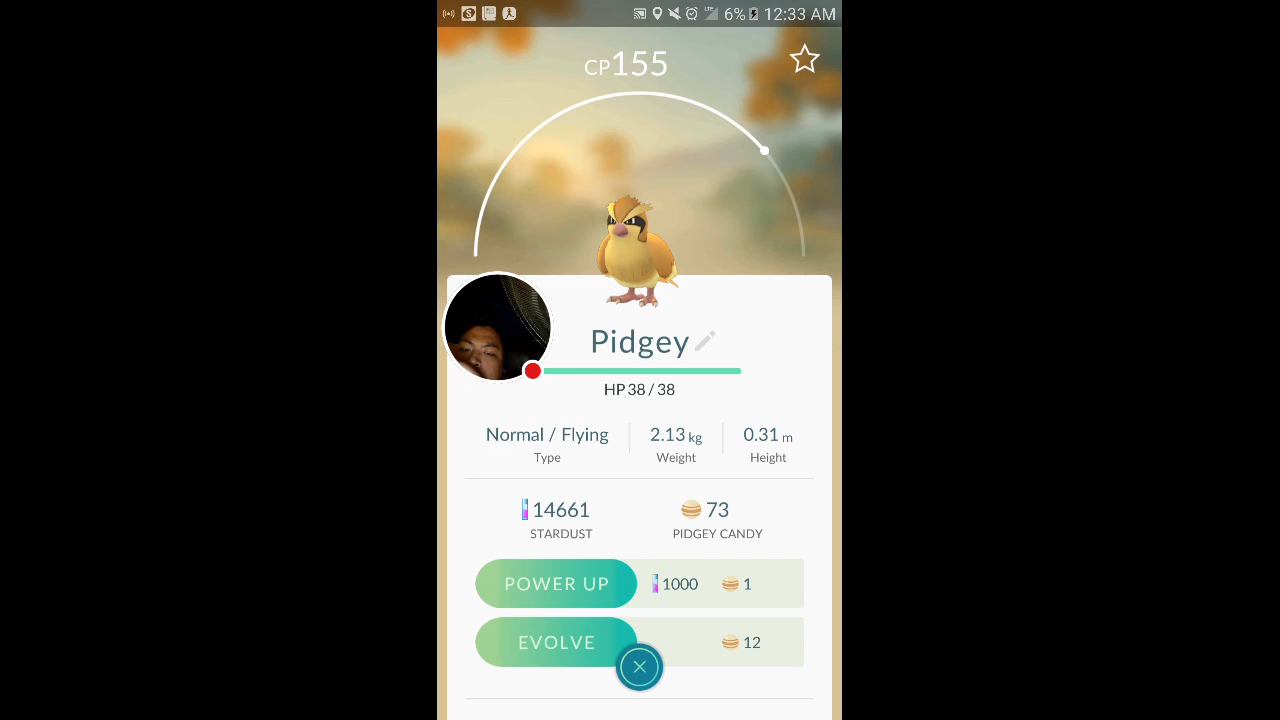 6% 12:33 AM
CP155
Pidgey
HP 38 / 38
Normal / Flying 2.13 kg 0.31 m
Type Weight Height
14661 73
STARDUST PIDGEY CANDY
POWER UP 1000 1
EVOLVE 12